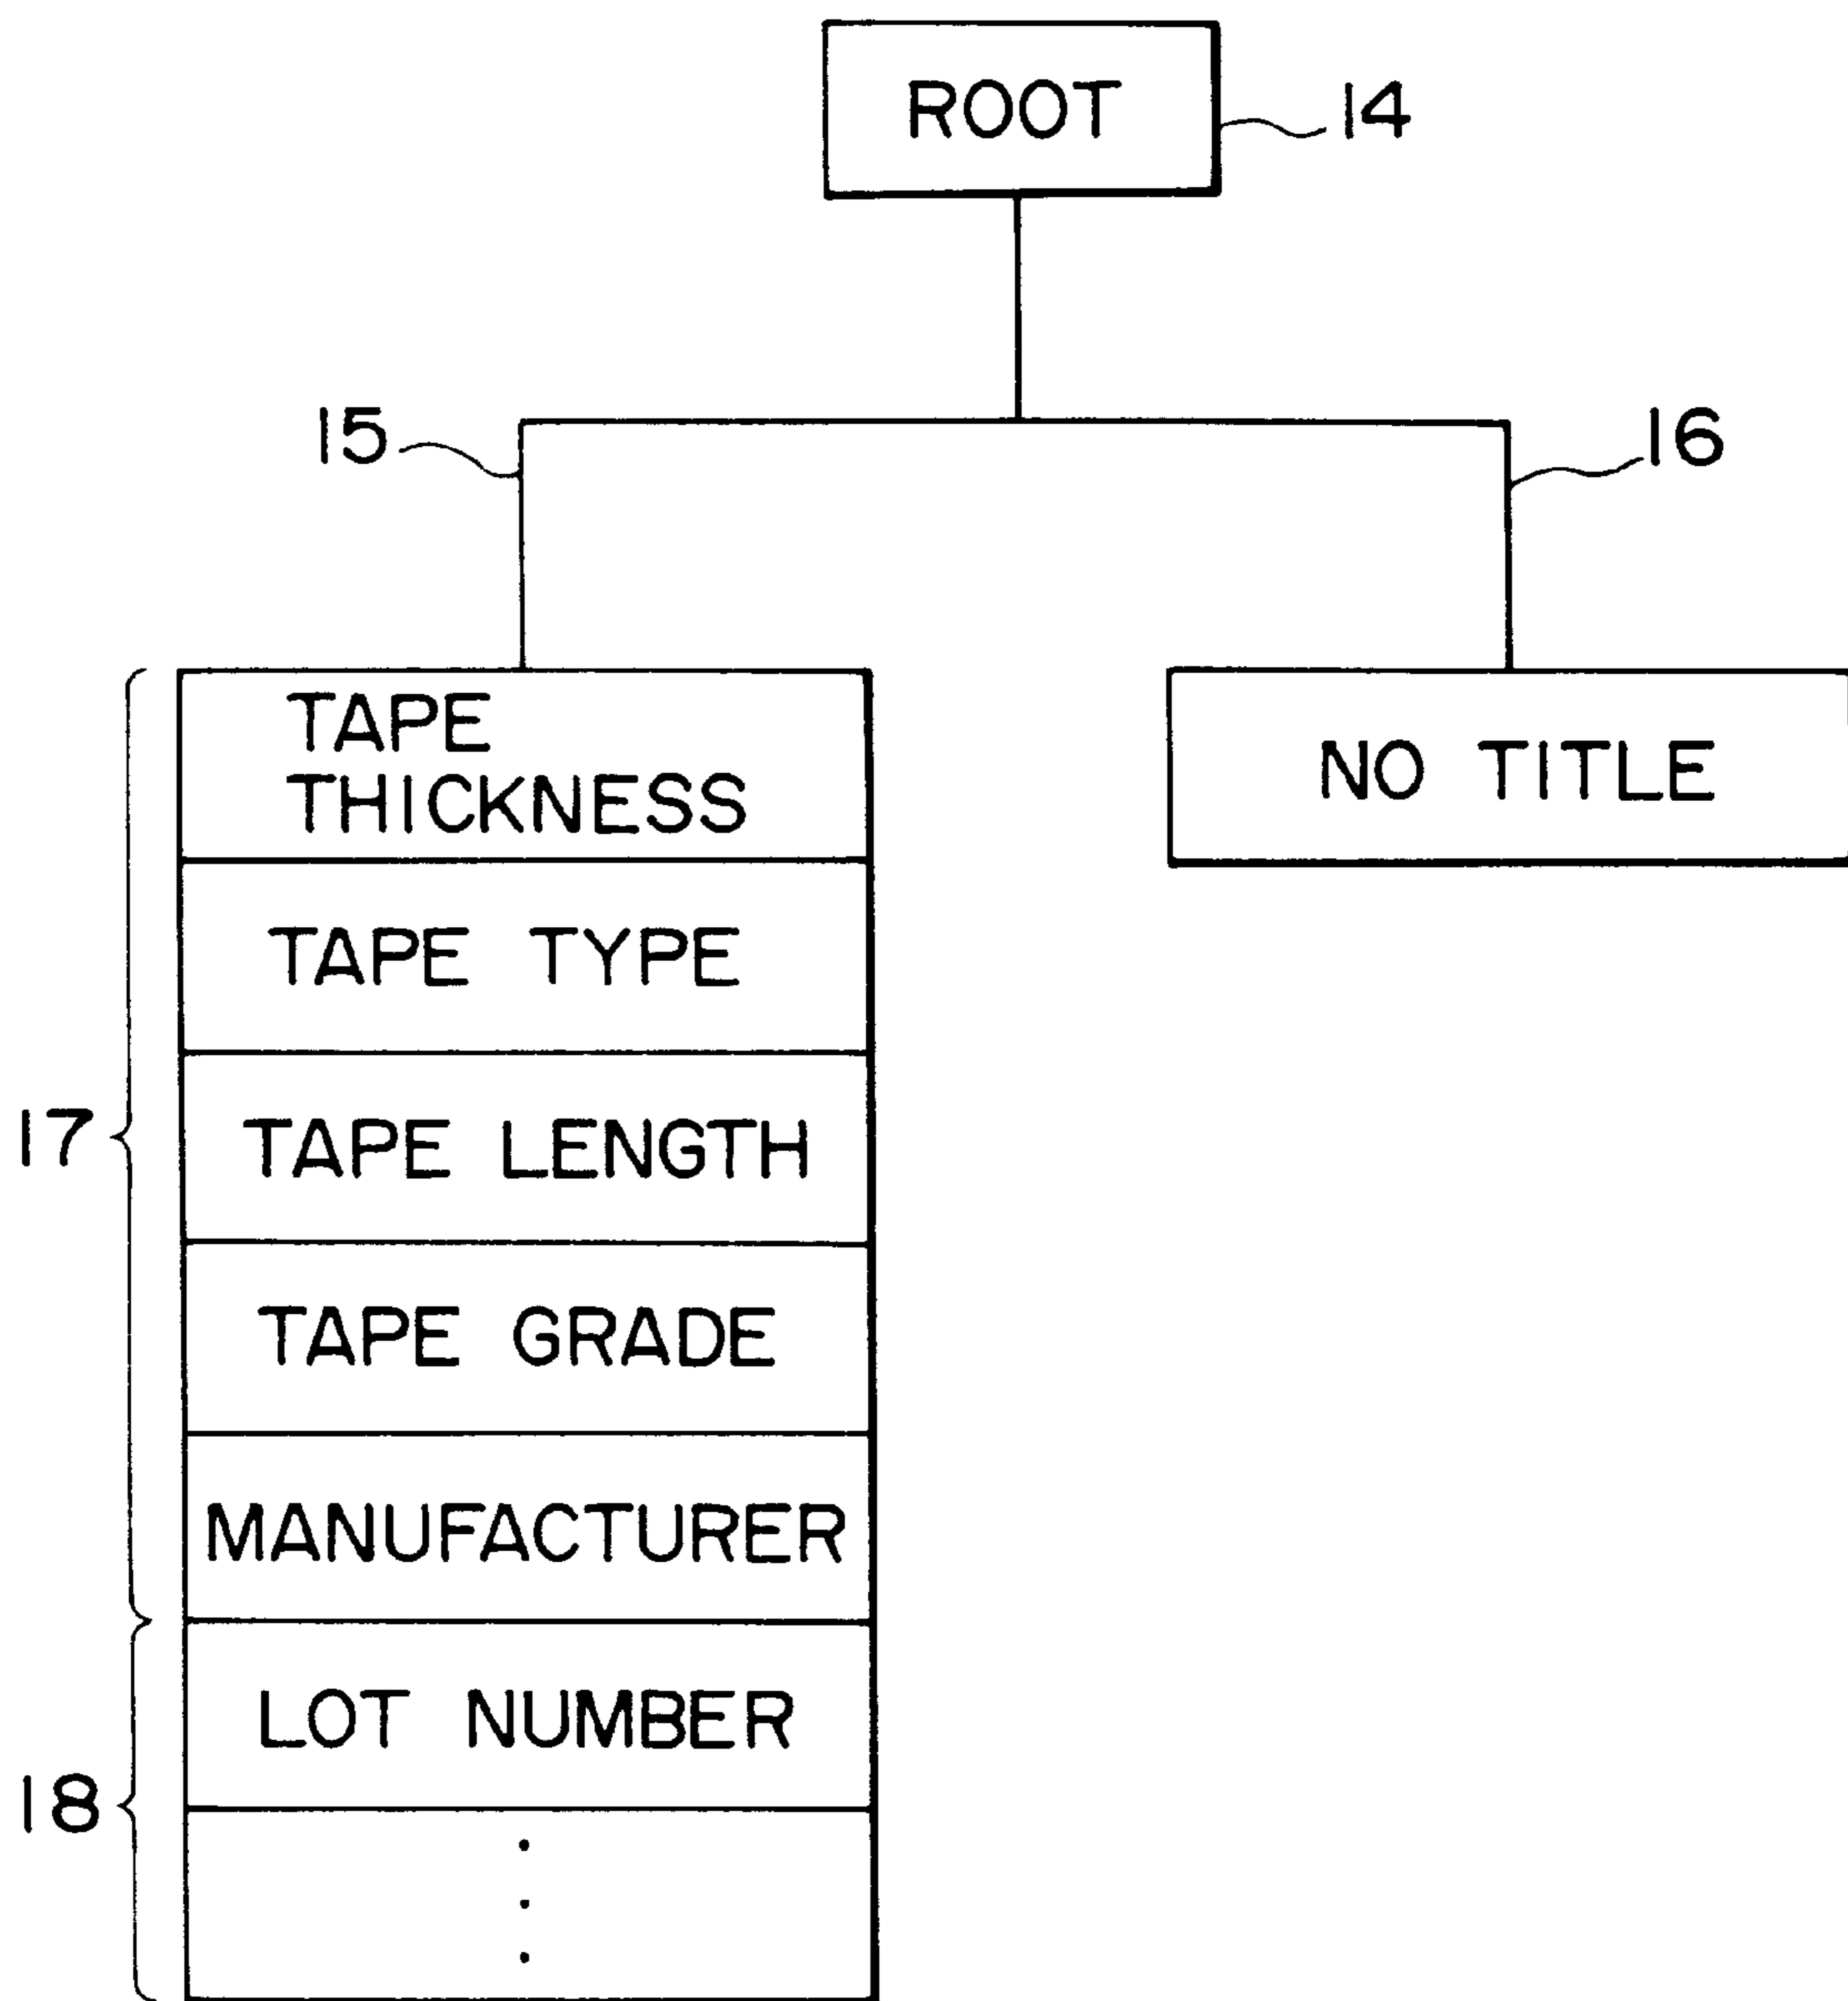 ROOT
14
15
16
TAPE
THICKNESS
NO TITLE
TAPE TYPE
17
TAPE LENGTH
TAPE GRADE
MANUFACTURER
LOT NUMBER
18